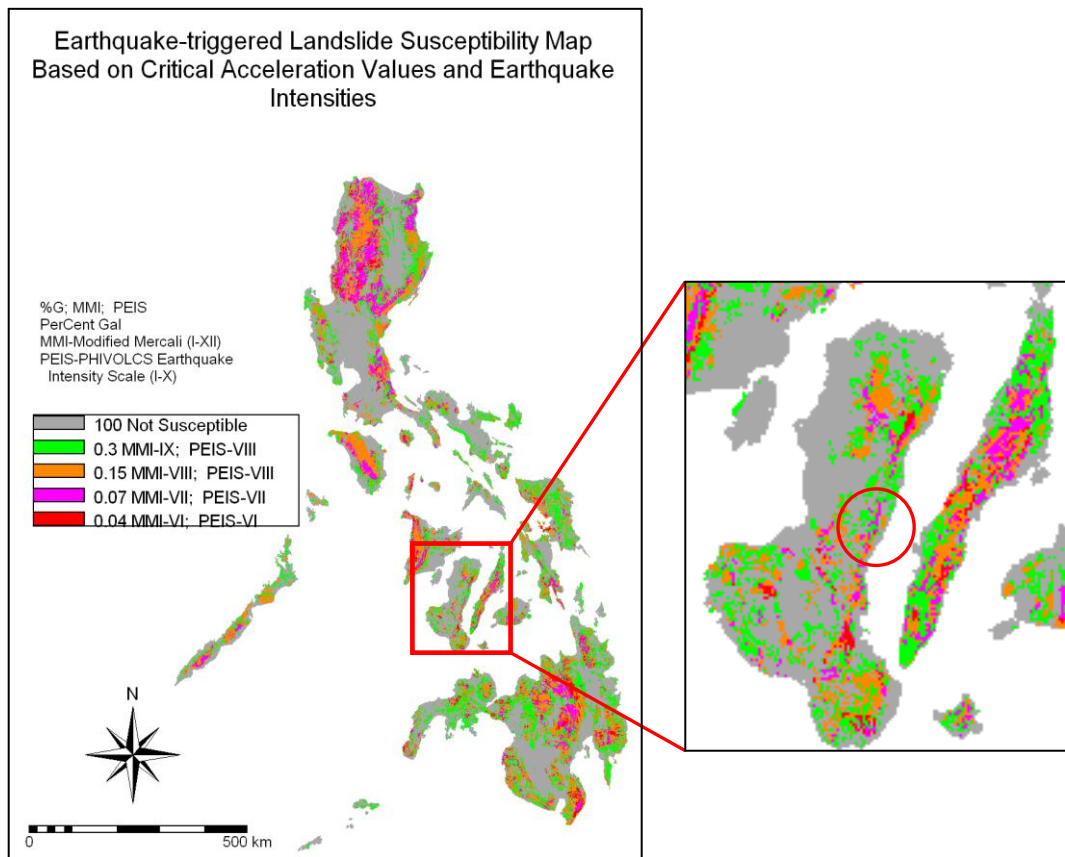 Earthquake-triggered Landslide Susceptibility Map
Based on Critical Acceleration Values and Earthquake
Intensities
%G; MMI; PEIS
PerCent Gal
MMI-Modified Mercali (I-XII)
PEIS-PHIVOLCS Earthquake
Intensity Scale (I-X)
100 Not Susceptible
0.3 MMI-IX; PEIS-VIII
0.15 MMI-VIII; PEIS-VIII
0.07 MMI-VII; PEIS-VII
0.04 MMI-VI; PEIS-VI
N
0 500 km